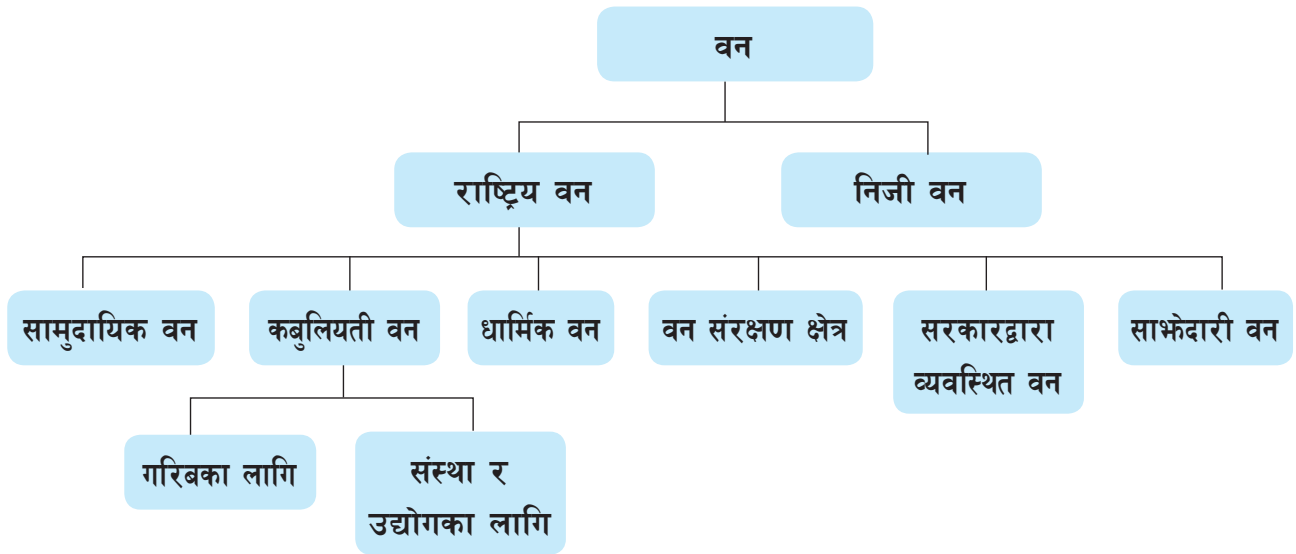 वन
राष्ट्रिय वन
निजी वन
सामुदायिक वन
कबुलियती वन
धार्मिक वन
वन संरक्षण क्षेत्र
सरकारद्वारा
व्यवस्थित वन
साझेदारी वन
गरिबका लागि
संस्था र
उद्योगका लागि